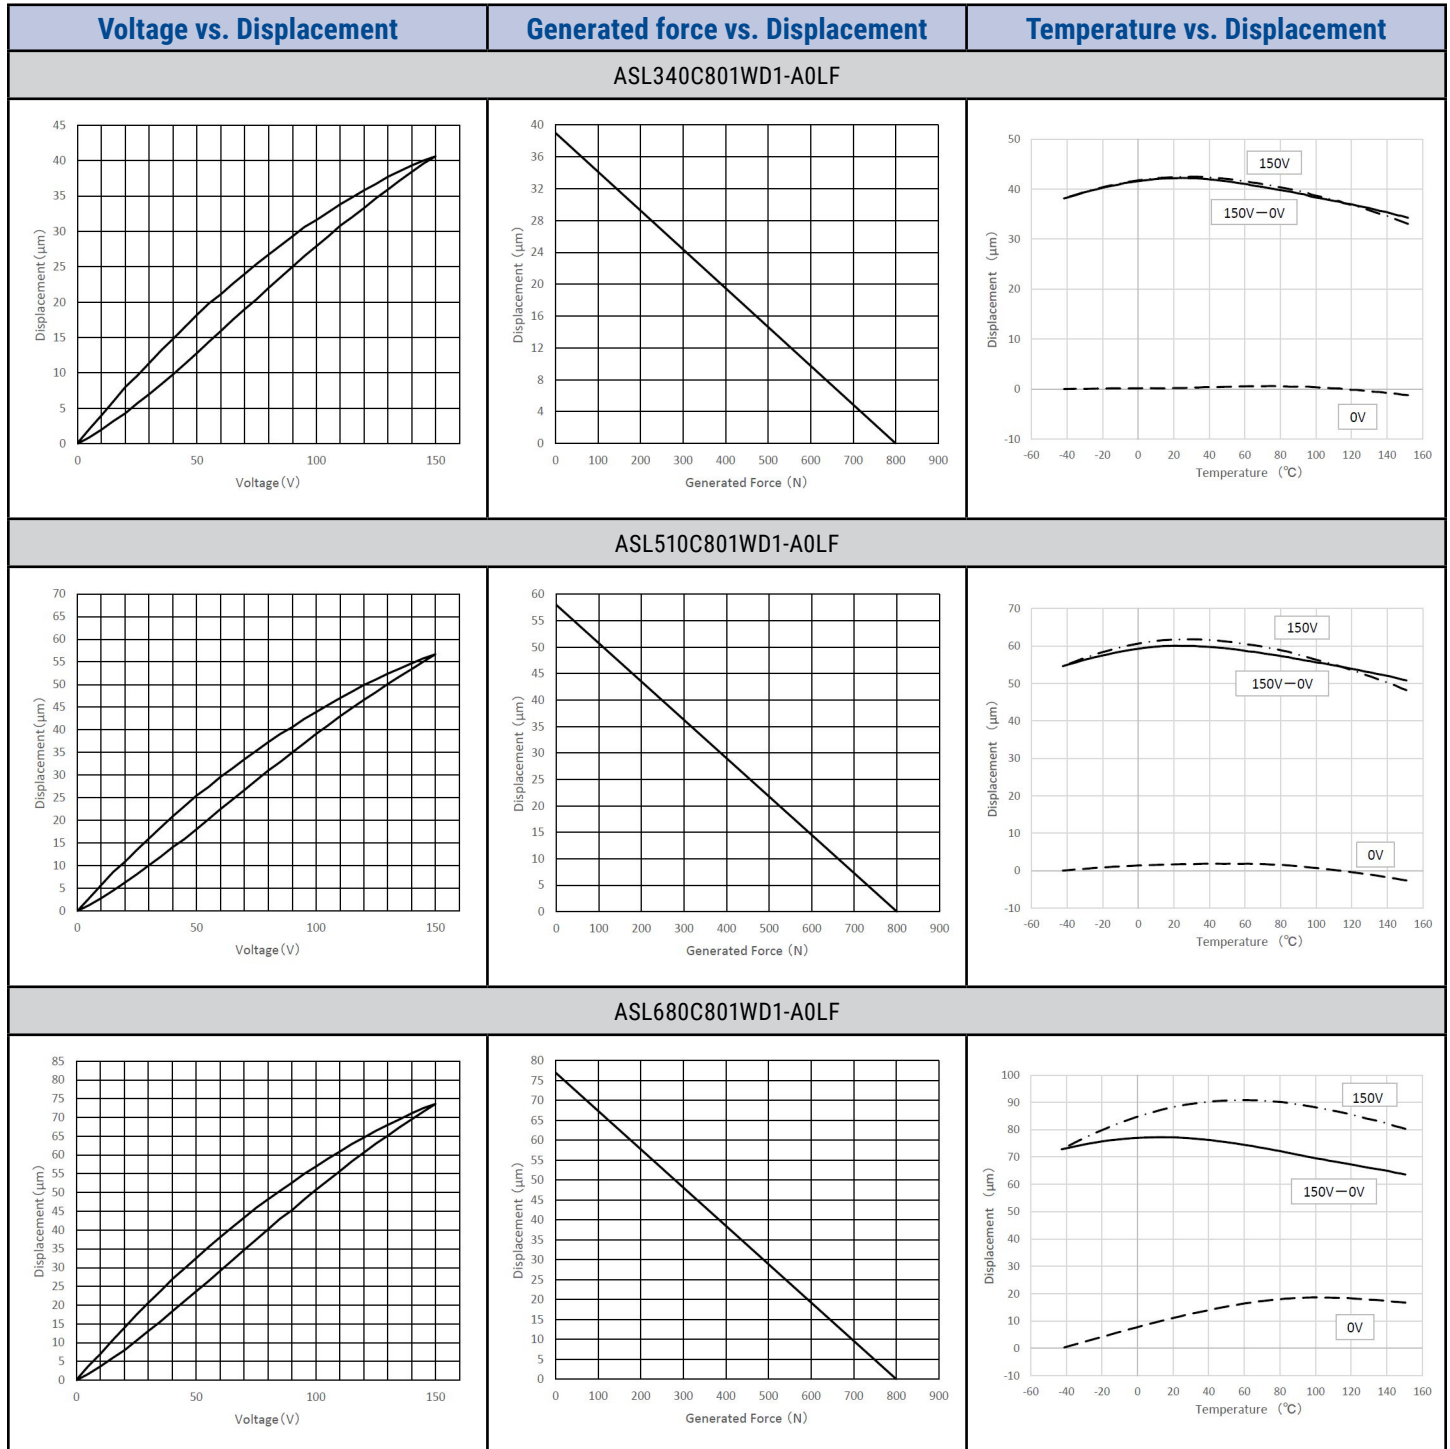 Voltage vs. Displacement
Generated force vs. Displacement
Temperature vs. Displacement
ASL340C801WD1-A0LF
45
40
35
30
25
20
15
10
5
0
Displacement(μm)
0 50 100 150
Voltage(V)
40
36
32
28
24
20
16
12
8
4
0
Displacement (μm)
0 100 200 300 400 500 600 700 800 900
Generated Force (N)
50
40
30
20
10
0
-10
Displacement (μm)
150V
150V－0V
0V
-60 -40 -20 0 20 40 60 80 100 120 140 160
Temperature (℃)
ASL510C801WD1-A0LF
70
65
60
55
50
45
40
35
30
25
20
15
10
5
0
Displacement(μm)
0 50 100 150
Voltage(V)
60
55
50
45
40
35
30
25
20
15
10
5
0
Displacement (μm)
0 100 200 300 400 500 600 700 800 900
Generated Force (N)
70
60
50
40
30
20
10
0
-10
Displacement (μm)
150V
150V－0V
0V
-60 -40 -20 0 20 40 60 80 100 120 140 160
Temperature (℃)
ASL680C801WD1-A0LF
85
80
75
70
65
60
55
50
45
40
35
30
25
20
15
10
5
0
Displacement(μm)
0 50 100 150
Voltage(V)
80
75
70
65
60
55
50
45
40
35
30
25
20
15
10
5
0
Displacement (μm)
0 100 200 300 400 500 600 700 800 900
Generated Force (N)
100
90
80
70
60
50
40
30
20
10
0
-10
Displacement (μm)
150V
150V－0V
0V
-60 -40 -20 0 20 40 60 80 100 120 140 160
Temperature (℃)